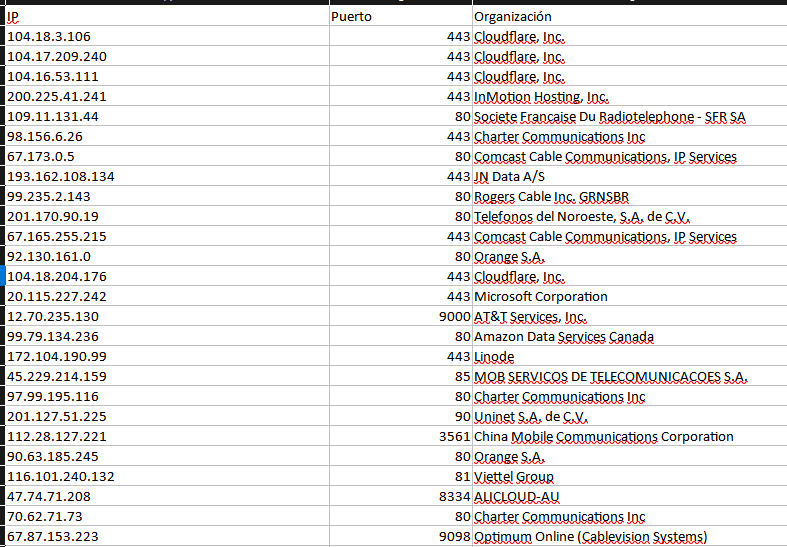 IP Puerto Organización
104.18.3.106 443 Cloudflare, Inc.
104.17.209.240 443 Cloudflare, Inc.
104.16.53.111 443 Cloudflare, Inc.
200.225.41.241 443 InMotion Hosting, Inc.
109.11.131.44 80 Societe Francaise Du Radiotelephone - SFR SA
98.156.6.26 443 Charter Communications Inc
67.173.0.5 80 Comcast Cable Communications, IP Services
193.162.108.134 443 JN Data A/S
99.235.2.143 80 Rogers Cable Inc. GRNSBR
201.170.90.19 80 Telefonos del Noroeste, S.A. de C.V.
67.165.255.215 443 Comcast Cable Communications, IP Services
92.130.161.0 80 Orange S.A.
104.18.204.176 443 Cloudflare, Inc.
20.115.227.242 443 Microsoft Corporation
12.70.235.130 9000 AT&T Services, Inc.
99.79.134.236 80 Amazon Data Services Canada
172.104.190.99 443 Linode
45.229.214.159 85 MOB SERVICOS DE TELECOMUNICACOES S.A.
97.99.195.116 80 Charter Communications Inc
201.127.51.225 90 Uninet S.A. de C.V.
112.28.127.221 3561 China Mobile Communications Corporation
90.63.185.245 80 Orange S.A.
116.101.240.132 81 Viettel Group
47.74.71.208 8334 ALICLOUD-AU
70.62.71.73 80 Charter Communications Inc
67.87.153.223 9098 Optimum Online (Cablevision Systems)